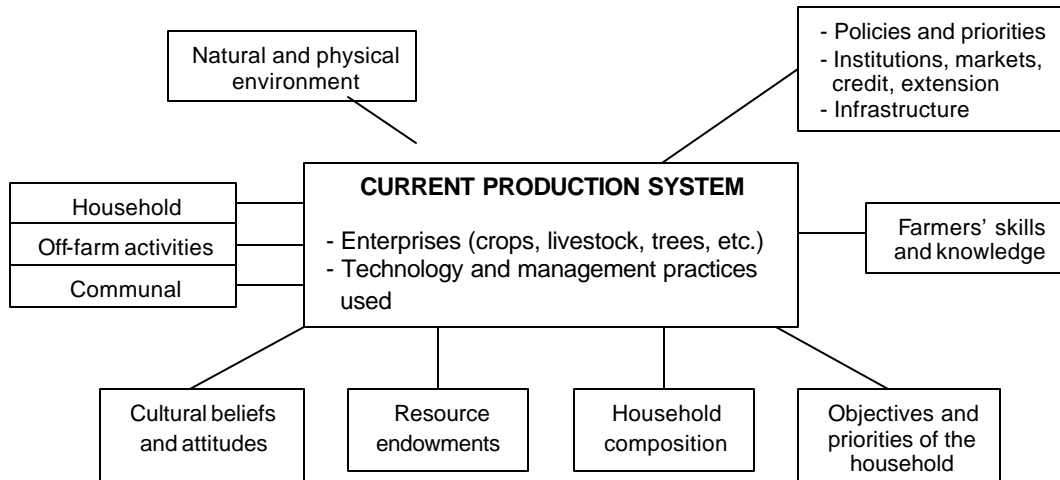 Natural and physical
environment
- Policies and priorities
- Institutions, markets,
credit, extension
- Infrastructure
CURRENT PRODUCTION SYSTEM
- Enterprises (crops, livestock, trees, etc.)
- Technology and management practices
used
Household
Off-farm activities
Communal
Farmers’ skills
and knowledge
Cultural beliefs
and attitudes
Resource
endowments
Household
composition
Objectives and
priorities of the
household